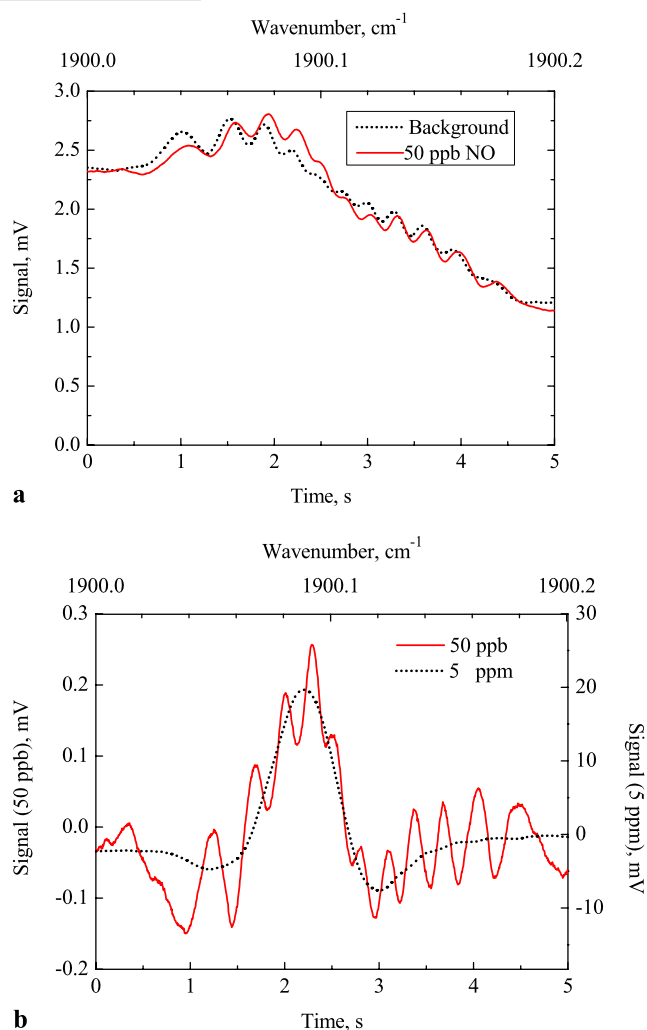 Wavenumber, cm-1
1900.0 1900.1 1900.2
3.0
2.5
2.0
1.5
1.0
0.5
0.0
Signal, mV
Background
50 ppb NO
0 1 2 3 4 5
Time, s
a
Wavenumber, cm-1
1900.0 1900.1 1900.2
0.3
0.2
0.1
0.0
-0.1
-0.2
Signal (50 ppb), mV
50 ppb
5 ppm
30
20
10
0
-10
Signal (5 ppm), mV
0 1 2 3 4 5
Time, s
b